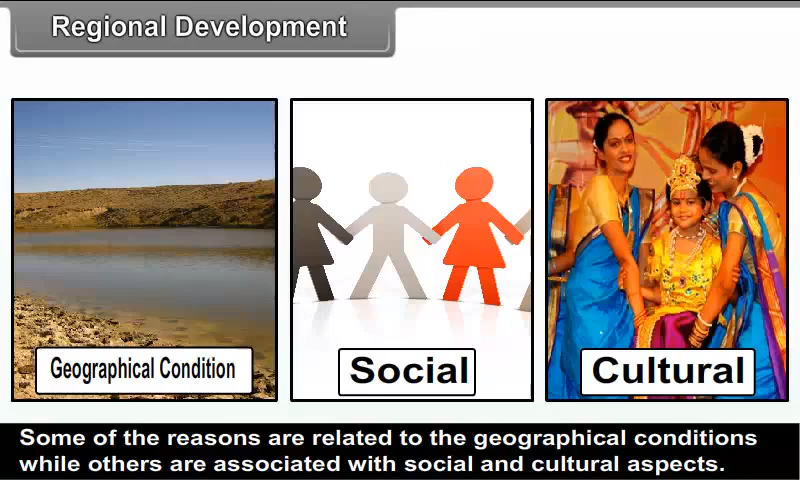 Regional Development
Geographical Condition
Social
Cultural
Some of the reasons are related to the geographical conditions
while others are associated with social and cultural aspects.